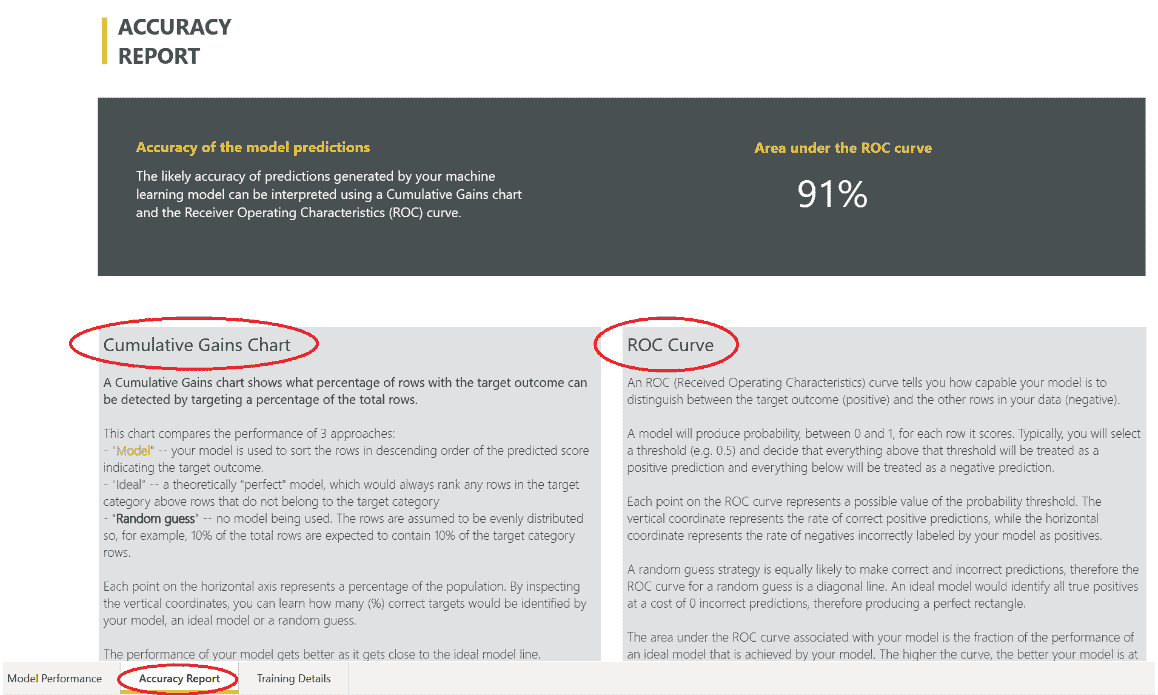 ACCURACY
REPORT
Accuracy of the model predictions
The likely accuracy of predictions generated by your machine
learning model can be interpreted using a Cumulative Gains chart
and the Receiver Operating Characteristics (ROC) curve.
Area under the ROC curve
91%
Cumulative Gains Chart
A Cumulative Gains chart shows what percentage of rows with the target outcome can
be detected by targeting a percentage of the total rows.
This chart compares the performance of 3 approaches:
- "Model" -- your model is used to sort the rows in descending order of the predicted score
indicating the target outcome.
- "Ideal" -- a theoretically "perfect" model, which would always rank any rows in the target
category above rows that do not belong to the target category
- "Random guess" -- no model being used. The rows are assumed to be evenly distributed
so, for example, 10% of the total rows are expected to contain 10% of the target category
rows.
Each point on the horizontal axis represents a percentage of the population. By inspecting
the vertical coordinates, you can learn how many (%) correct targets would be identified by
your model, an ideal model or a random guess.
The performance of your model gets better as it gets close to the ideal model line.
ROC Curve
An ROC (Received Operating Characteristics) curve tells you how capable your model is to
distinguish between the target outcome (positive) and the other rows in your data (negative).
A model will produce probability, between 0 and 1, for each row it scores. Typically, you will select
a threshold (e.g. 0.5) and decide that everything above that threshold will be treated as a
positive prediction and everything below will be treated as a negative prediction.
Each point on the ROC curve represents a possible value of the probability threshold. The
vertical coordinate represents the rate of correct positive predictions, while the horizontal
coordinate represents the rate of negatives incorrectly labeled by your model as positives.
A random guess strategy is equally likely to make correct and incorrect predictions, therefore the
ROC curve for a random guess is a diagonal line. An ideal model would identify all true positives
at a cost of 0 incorrect predictions, therefore producing a perfect rectangle.
The area under the ROC curve associated with your model is the fraction of the performance of
an ideal model that is achieved by your model. The higher the curve, the better your model is at
Model Performance
Accuracy Report
Training Details